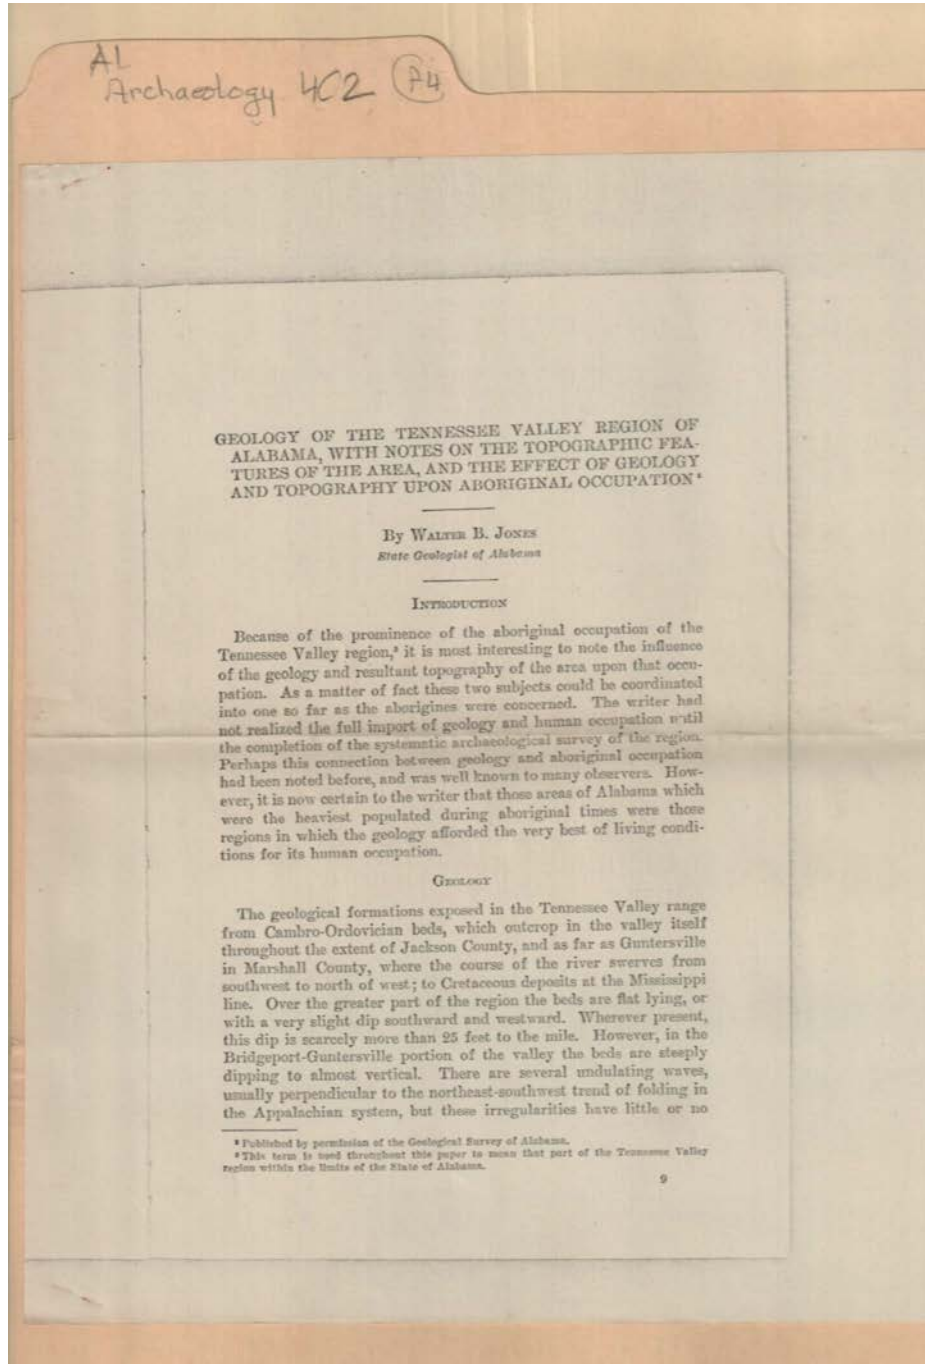 AL
Archaeology 4C2 P4
GEOLOGY OF THE TENNESSEE VALLEY REGION OF
ALABAMA, WITH NOTES ON THE TOPOGRAPHIC FEA-
TURES OF THE AREA, AND THE EFFECT OF GEOLOGY
AND TOPOGRAPHY UPON ABORIGINAL OCCUPATION¹
By WALTER B. JONES
State Geologist of Alabama
INTRODUCTION
Because of the prominence of the aboriginal occupation of the
Tennessee Valley region,² it is most interesting to note the influence
of the geology and resultant topography of the area upon that occu-
pation. As a matter of fact these two subjects could be coordinated
into one so far as the aborigines were concerned. The writer had
not realized the full import of geology and human occupation until
the completion of the systematic archaeological survey of the region.
Perhaps this connection between geology and aboriginal occupation
had been noted before, and was well known to many observers. How-
ever, it is now certain to the writer that those areas of Alabama which
were the heaviest populated during aboriginal times were those
regions in which the geology afforded the very best of living condi-
tions for its human occupation.
GEOLOGY
The geological formations exposed in the Tennessee Valley range
from Cambro-Ordovician beds, which outcrop in the valley itself
throughout the extent of Jackson County, and as far as Guntersville
in Marshall County, where the course of the river swerves from
southwest to north of west; to Cretaceous deposits at the Mississippi
line. Over the greater part of the region the beds are flat lying, or
with a very slight dip southward and westward. Wherever present,
this dip is scarcely more than 25 feet to the mile. However, in the
Bridgeport-Guntersville portion of the valley the beds are steeply
dipping to almost vertical. There are several undulating waves,
usually perpendicular to the northeast-southwest trend of folding in
the Appalachian system, but these irregularities have little or no
¹ Published by permission of the Geological Survey of Alabama.
² This term is used throughout this paper to mean that part of the Tennessee Valley
region within the limits of the State of Alabama.
9